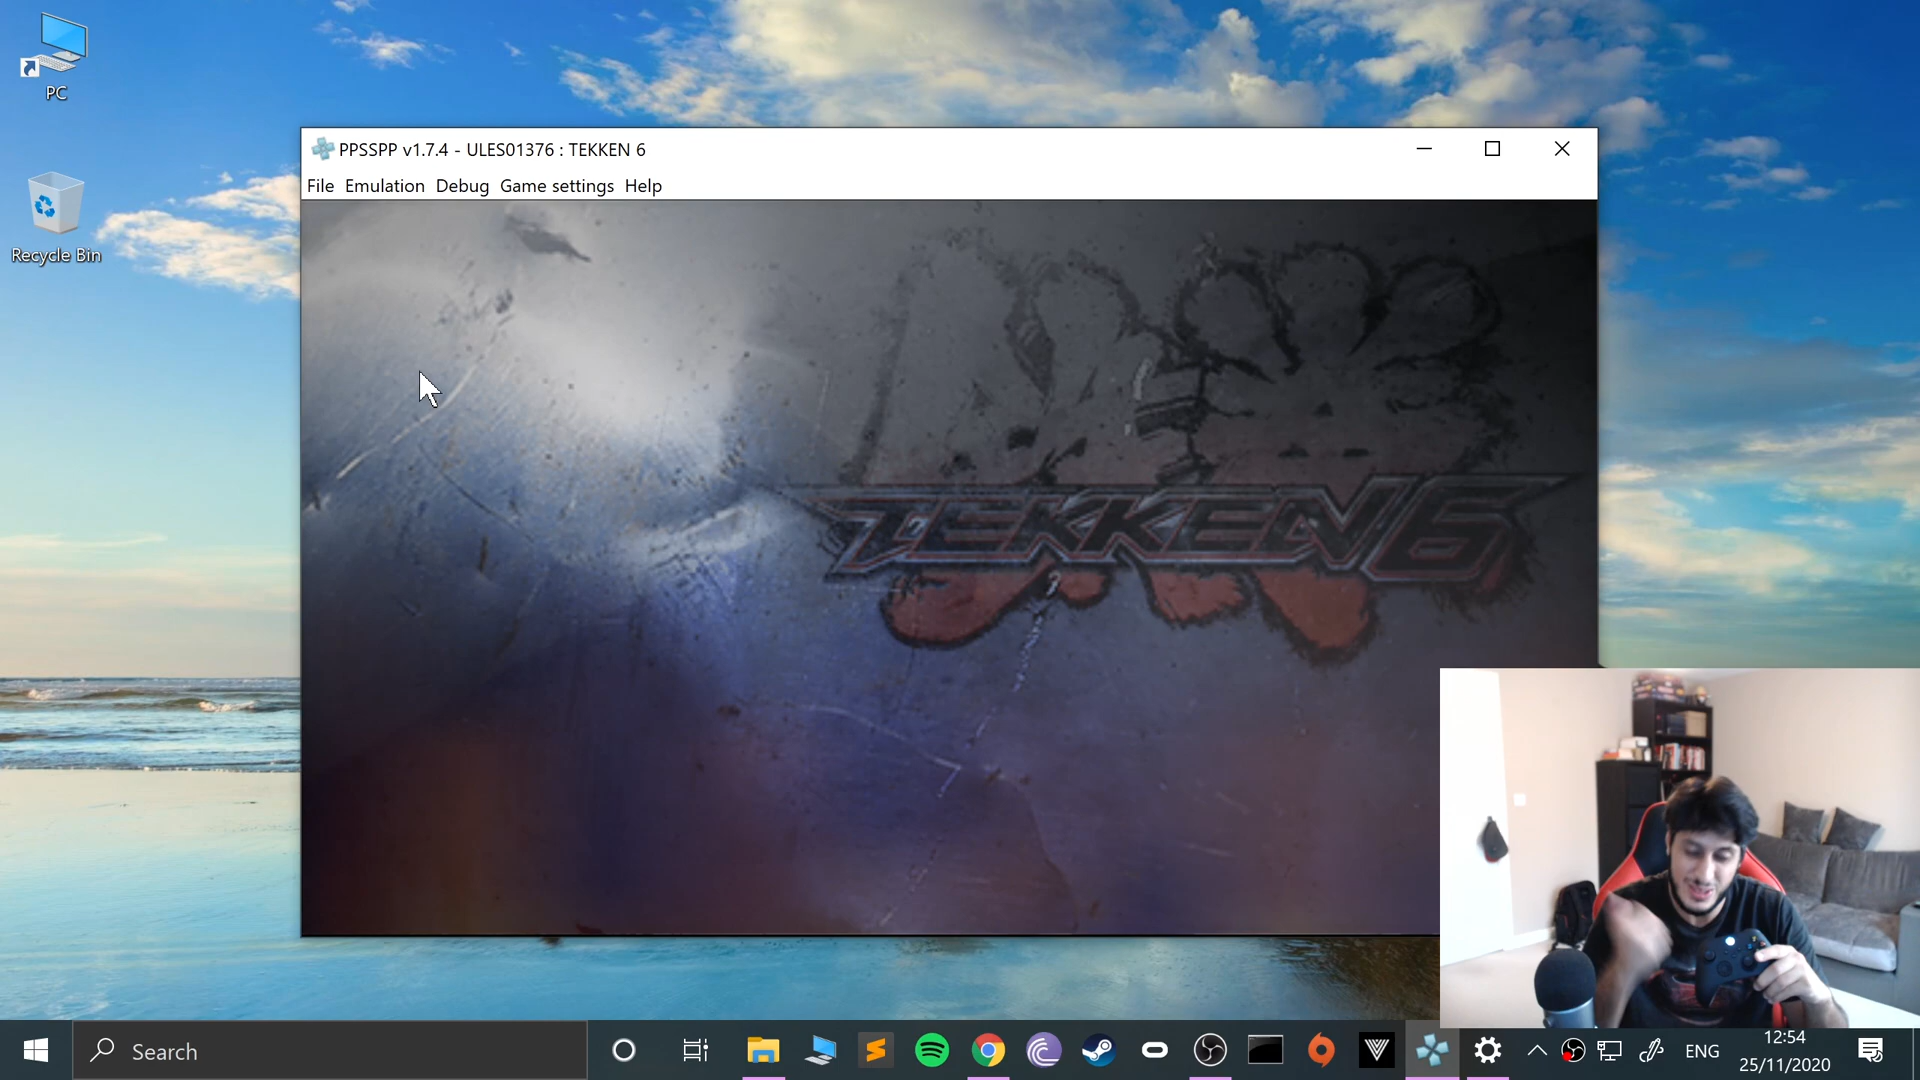 PC
Recycle Bin
PPSSPP v1.7.4 - ULES01376 : TEKKEN 6
File Emulation Debug Game settings Help
TEKKEN 6
Search
ENG
12:54
25/11/2020